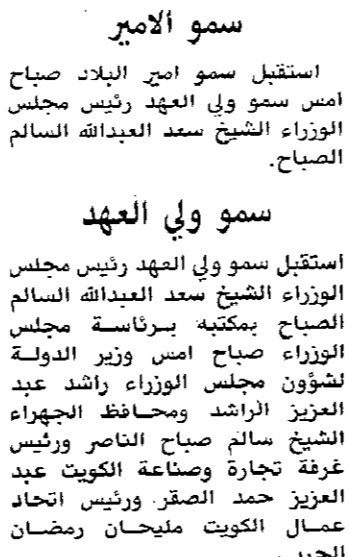 سمو الامير
استقبل سمو امير البلاد صباح
امس سمو ولي العهد رئيس مجلس
الوزراء الشيخ سعد العبدالله السالم
الصباح.
سمو ولي العهد
استقبل سمو ولي العهد رئيس مجلس
الوزراء الشيخ سعد العبدالله السالم
الصباح بمكتبه برئاسة مجلس
الوزراء صباح امس وزير الدولة
لشؤون مجلس الوزراء راشد عبد
العزيز الراشد ومحافظ الجهراء
الشيخ سالم صباح الناصر ورئيس
غرفة تجارة وصناعة الكويت عبد
العزيز حمد الصقر ورئيس اتحاد
عمال الكويت مليحان رمضان